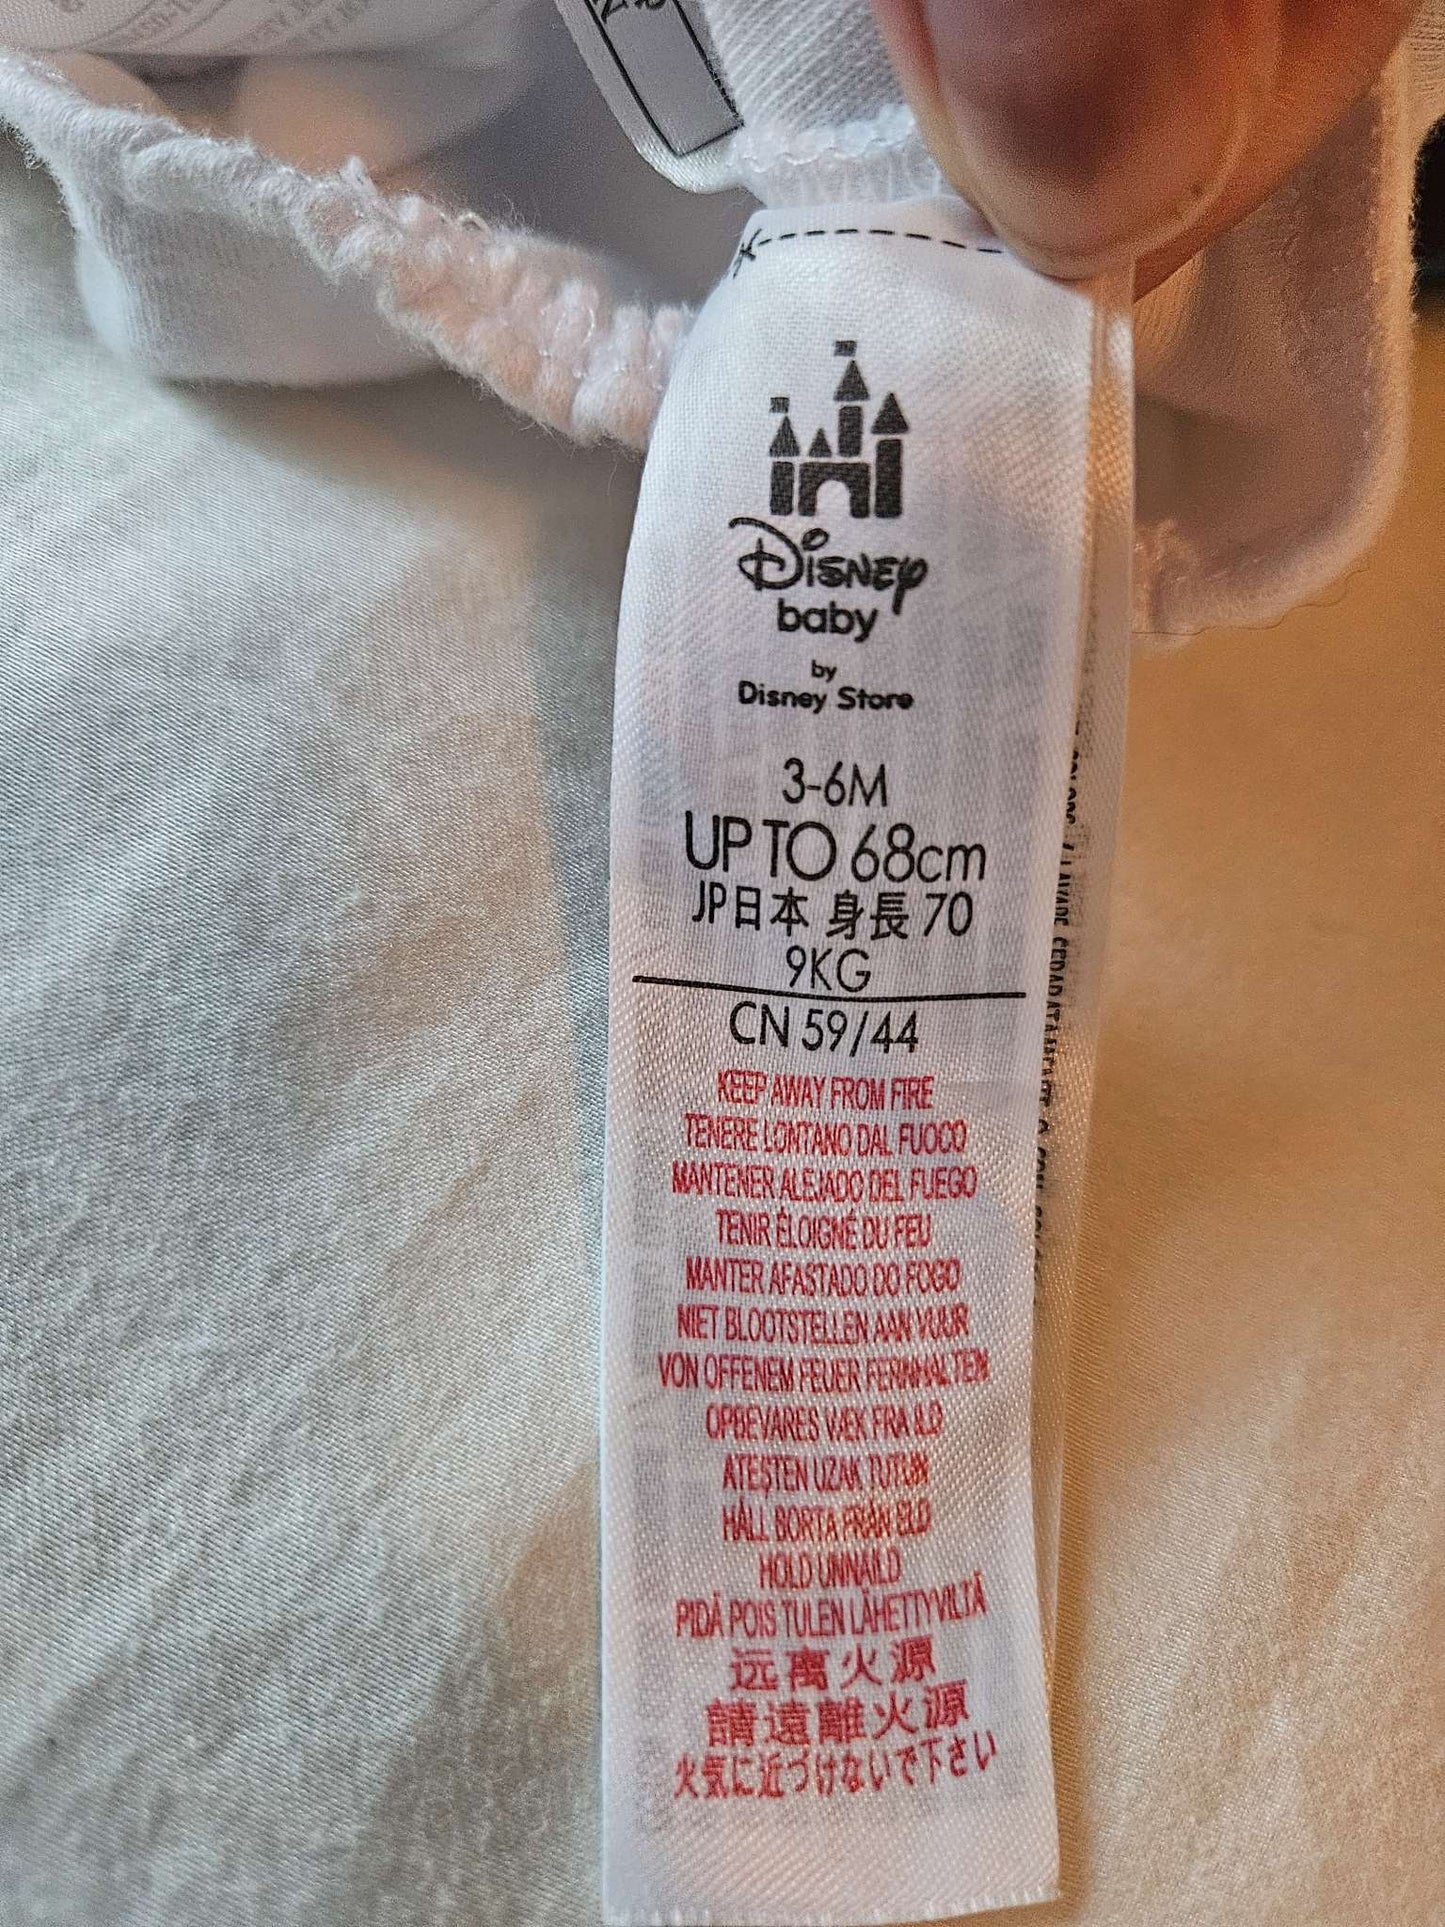 Disney
baby
by
Disney Store
3-6M
UP TO 68cm
JP日本 身長 70
9KG
CN 59/44
KEEP AWAY FROM FIRE
TENERE LONTANO DAL FUOCO
MANTENER ALEJADO DEL FUEGO
TENIR ÉLOIGNÉ DU FEU
MANTER AFASTADO DO FOGO
NIET BLOOTSTELLEN AAN VUUR
VON OFFENEM FEUER FERNHALTEN
OPBEVARES VÆK FRA ILD
ATEŞTEN UZAK TUTUN
HÅLL BORTA FRÅN ELD
HOLD UNNA ILD
PIDÄ POIS TULEN LÄHETTYVILTÄ
远离火源
請遠離火源
火気に近づけないで下さい